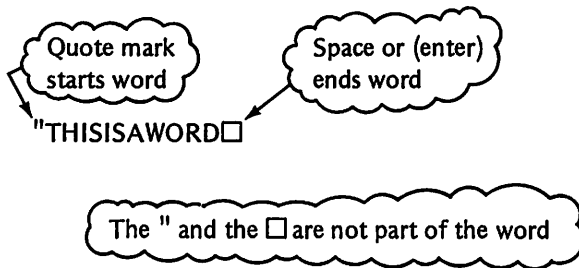 Quote mark
starts word
Space or (enter)
ends word
"THISISAWORD□
The " and the □ are not part of the word